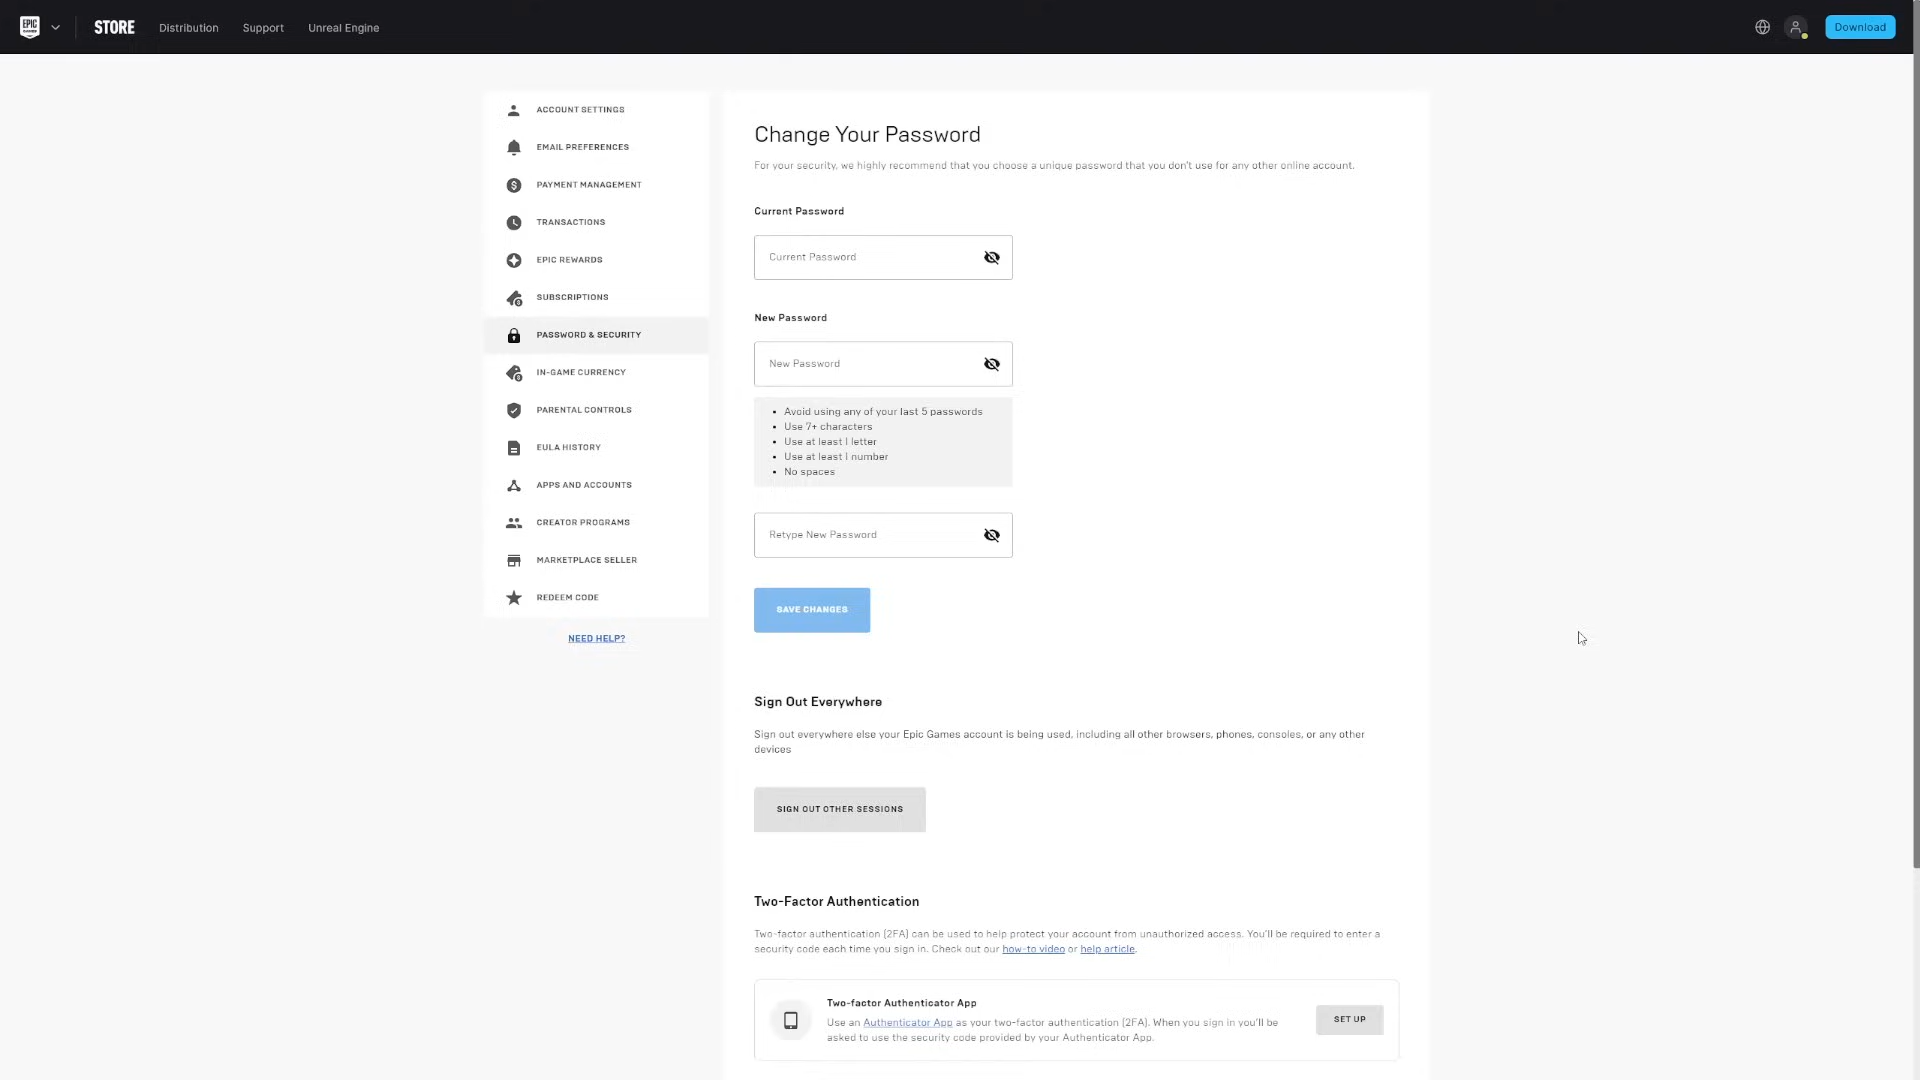 EPIC
GAMES
STORE
Distribution
Support
Unreal Engine
Download
ACCOUNT SETTINGS
EMAIL PREFERENCES
PAYMENT MANAGEMENT
TRANSACTIONS
EPIC REWARDS
SUBSCRIPTIONS
PASSWORD & SECURITY
IN-GAME CURRENCY
PARENTAL CONTROLS
EULA HISTORY
APPS AND ACCOUNTS
CREATOR PROGRAMS
MARKETPLACE SELLER
REDEEM CODE
NEED HELP?
Change Your Password
For your security, we highly recommend that you choose a unique password that you don't use for any other online account.
Current Password
Current Password
New Password
New Password
• Avoid using any of your last 5 passwords
• Use 7+ characters
• Use at least 1 letter
• Use at least 1 number
• No spaces
Retype New Password
SAVE CHANGES
Sign Out Everywhere
Sign out everywhere else your Epic Games account is being used, including all other browsers, phones, consoles, or any other
devices
SIGN OUT OTHER SESSIONS
Two-Factor Authentication
Two-factor authentication (2FA) can be used to help protect your account from unauthorized access. You'll be required to enter a
security code each time you sign in. Check out our how-to video or help article.
Two-factor Authenticator App
Use an Authenticator App as your two-factor authentication (2FA). When you sign in you'll be
asked to use the security code provided by your Authenticator App.
SET UP